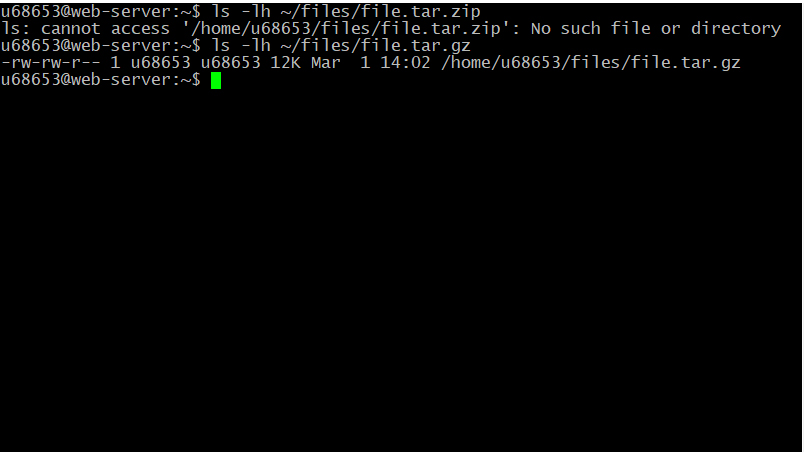 u68653@web-server:~$ ls -lh ~/files/file.tar.zip
ls: cannot access '/home/u68653/files/file.tar.zip': No such file or directory
u68653@web-server:~$ ls -lh ~/files/file.tar.gz
-rw-rw-r-- 1 u68653 u68653 12K Mar  1 14:02 /home/u68653/files/file.tar.gz
u68653@web-server:~$